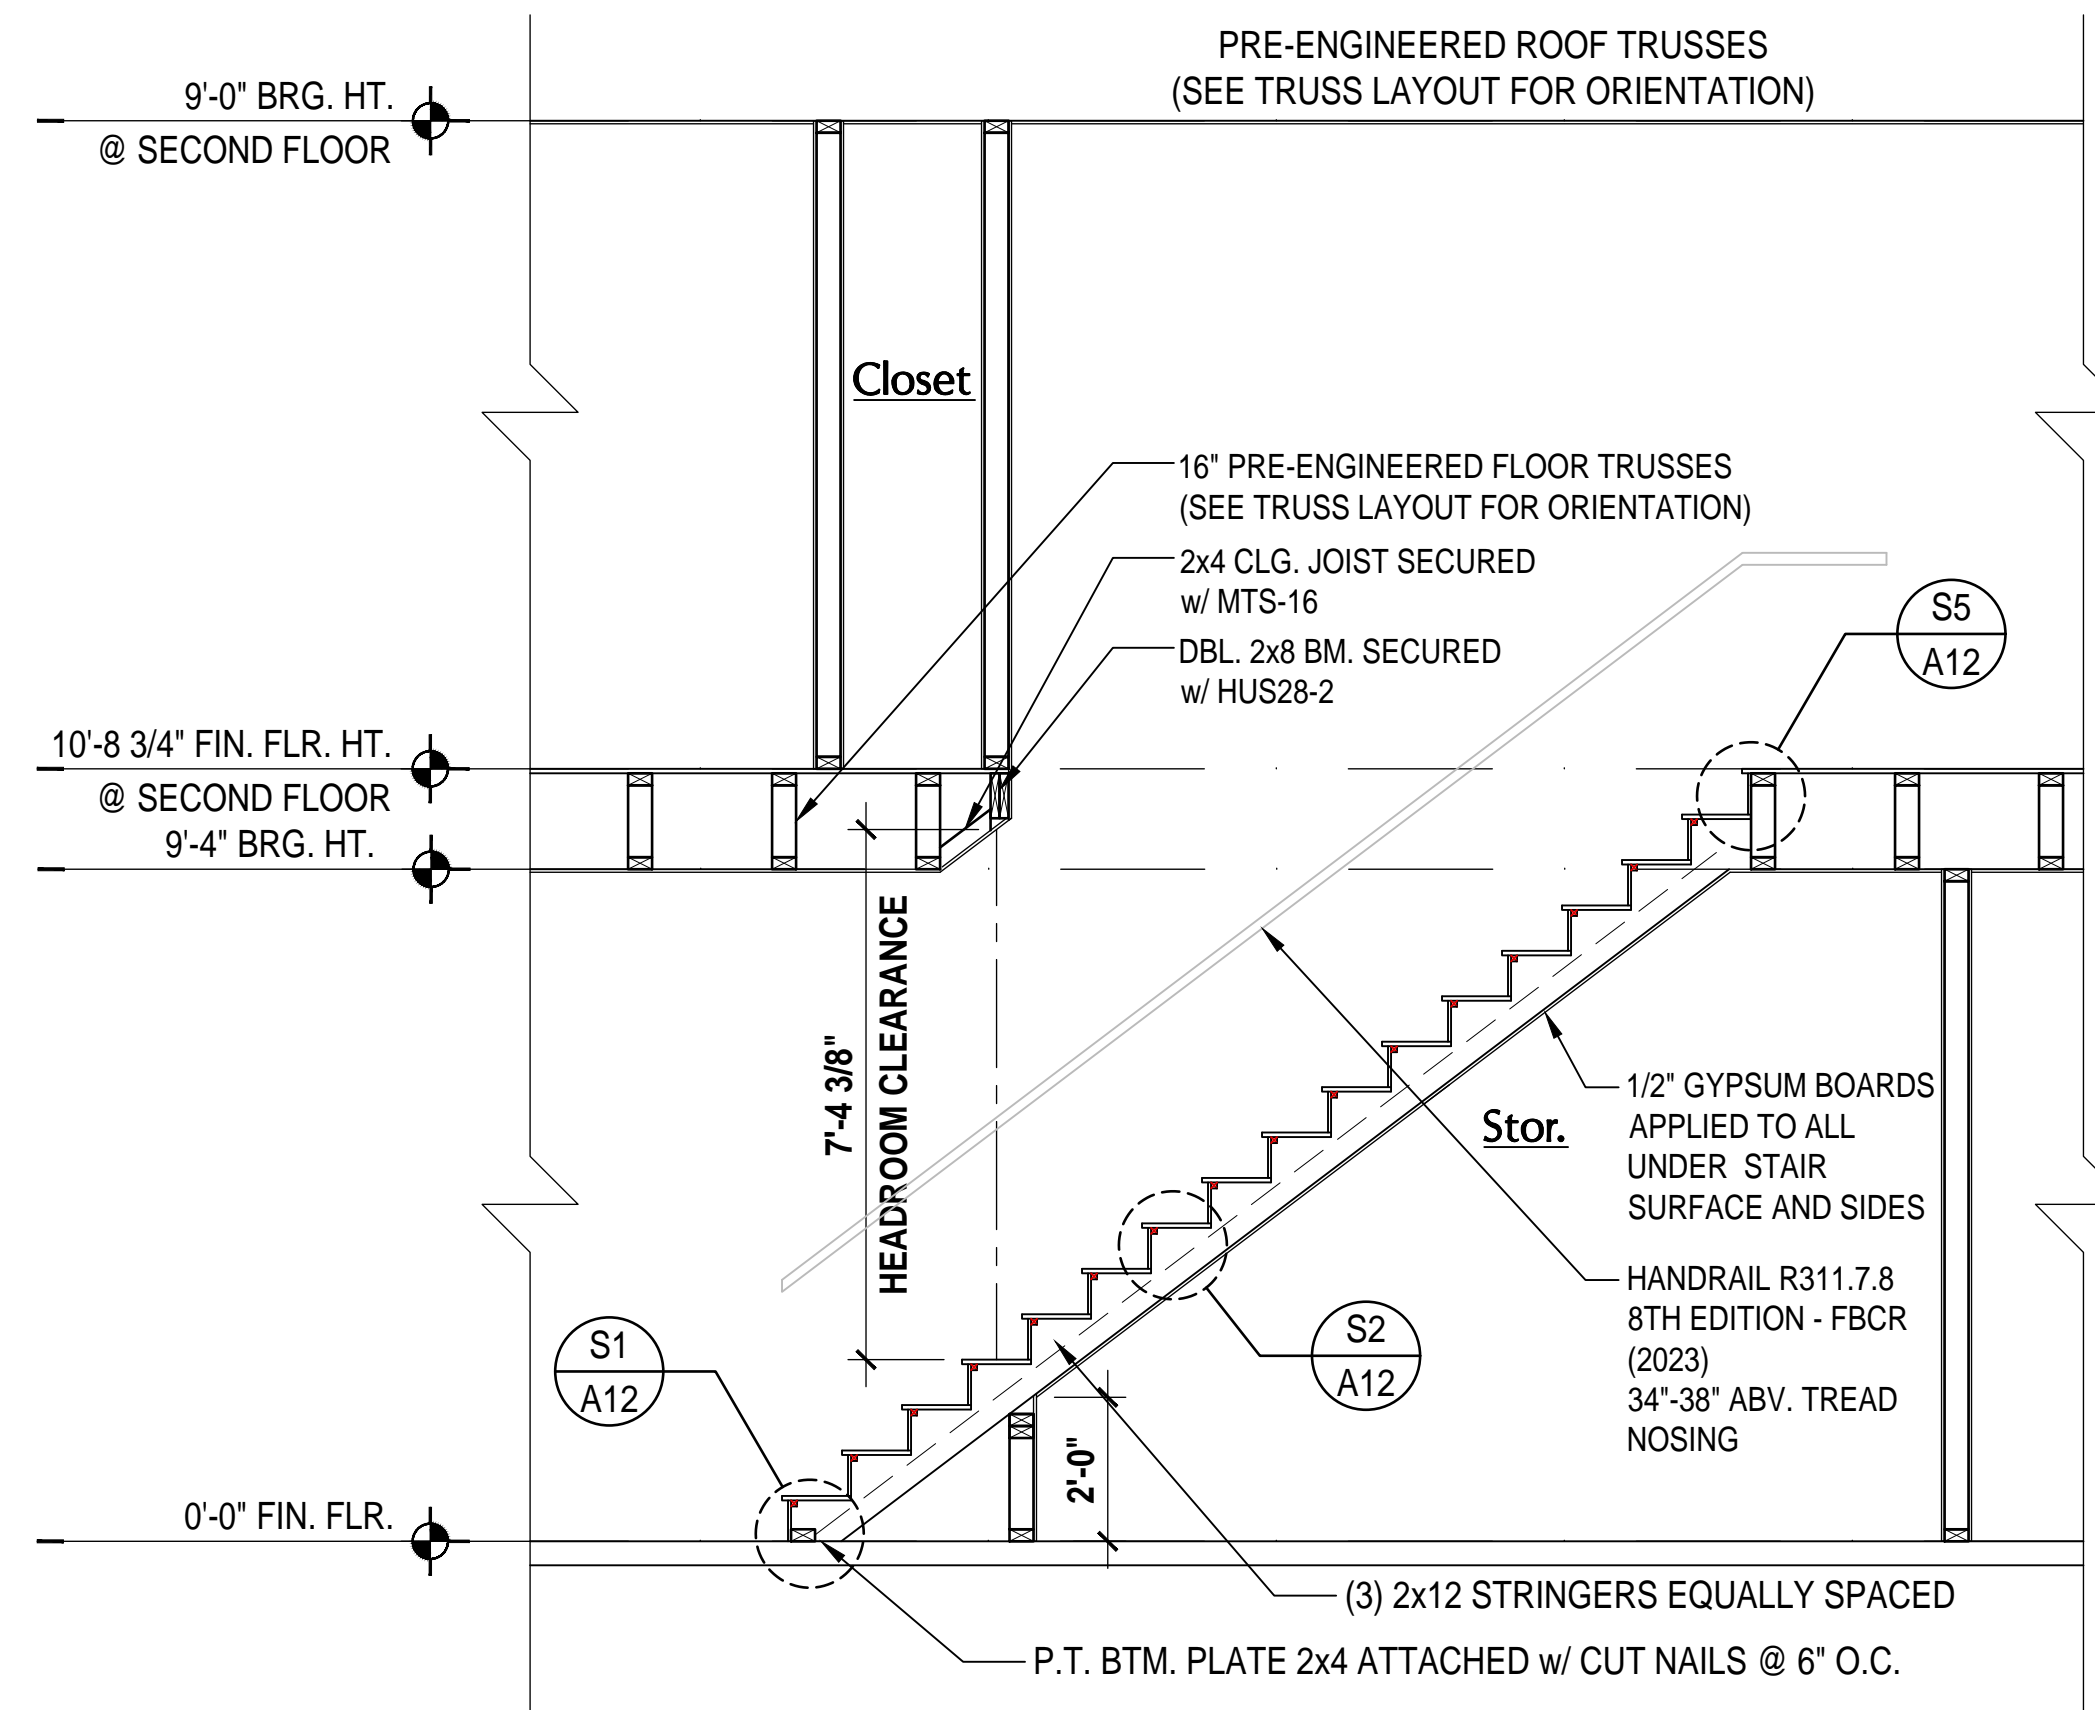 PRE-ENGINEERED ROOF TRUSSES
(SEE TRUSS LAYOUT FOR ORIENTATION)
9'-0" BRG. HT.
@ SECOND FLOOR
Closet
16" PRE-ENGINEERED FLOOR TRUSSES
(SEE TRUSS LAYOUT FOR ORIENTATION)
2x4 CLG. JOIST SECURED
w/ MTS-16
DBL. 2x8 BM. SECURED
w/ HUS28-2
S5
A12
10'-8 3/4" FIN. FLR. HT.
@ SECOND FLOOR
9'-4" BRG. HT.
7'-4 3/8"
HEADROOM CLEARANCE
1/2" GYPSUM BOARDS
APPLIED TO ALL
UNDER STAIR
SURFACE AND SIDES
Stor.
HANDRAIL R311.7.8
8TH EDITION - FBCR
(2023)
34"-38" ABV. TREAD
NOSING
S1
A12
S2
A12
2'-0"
0'-0" FIN. FLR.
(3) 2x12 STRINGERS EQUALLY SPACED
P.T. BTM. PLATE 2x4 ATTACHED w/ CUT NAILS @ 6" O.C.